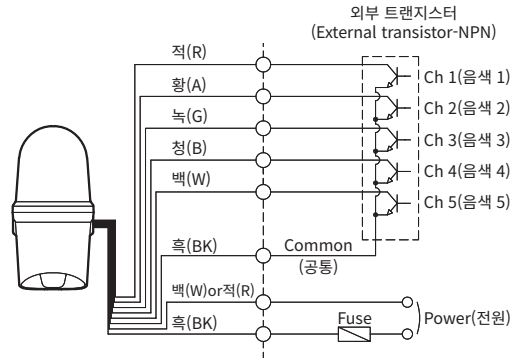 외부 트랜지스터
(External transistor-NPN)
적(R)
Ch 1(음색 1)
황(A)
Ch 2(음색 2)
녹(G)
Ch 3(음색 3)
청(B)
Ch 4(음색 4)
백(W)
Ch 5(음색 5)
흑(BK)
Common
(공통)
백(W)or적(R)
Fuse
Power(전원)
흑(BK)